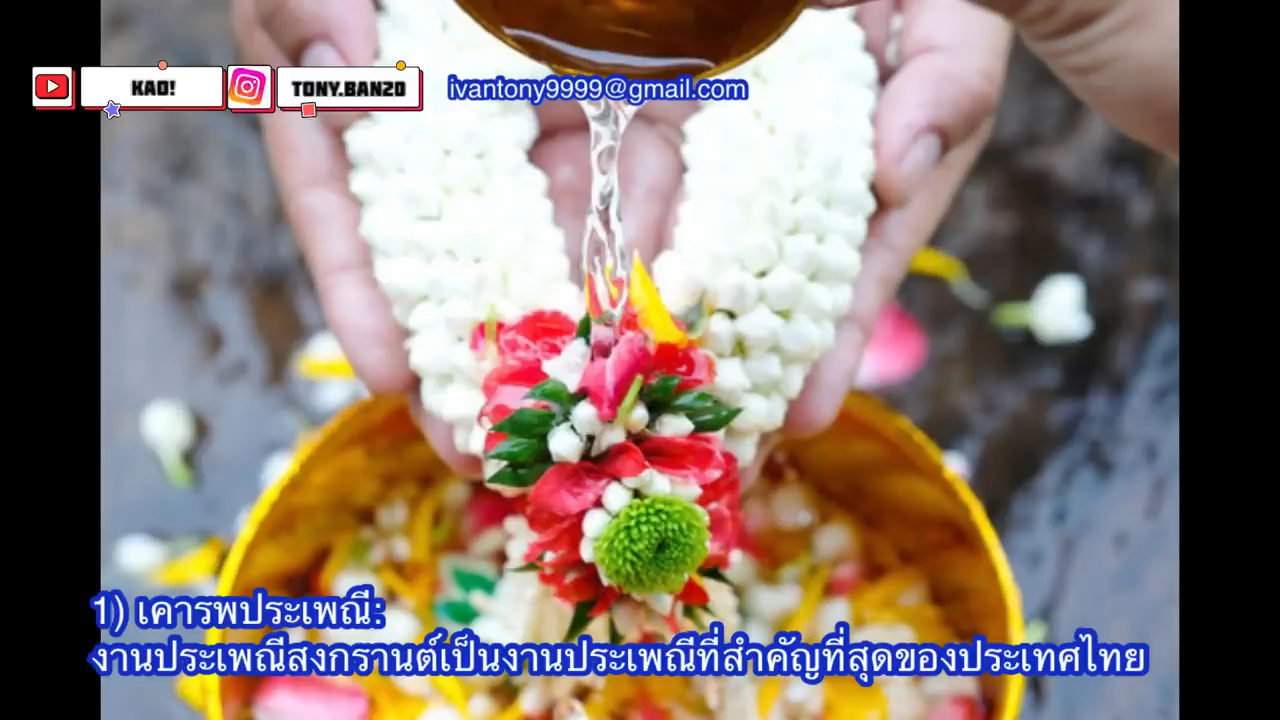 KAO!
TONY.BAN20
ivantony9999@gmail.com
1) เคารพประเพณี:
งานประเพณีสงกรานต์เป็นงานประเพณีที่สำคัญที่สุดของประเทศไทย